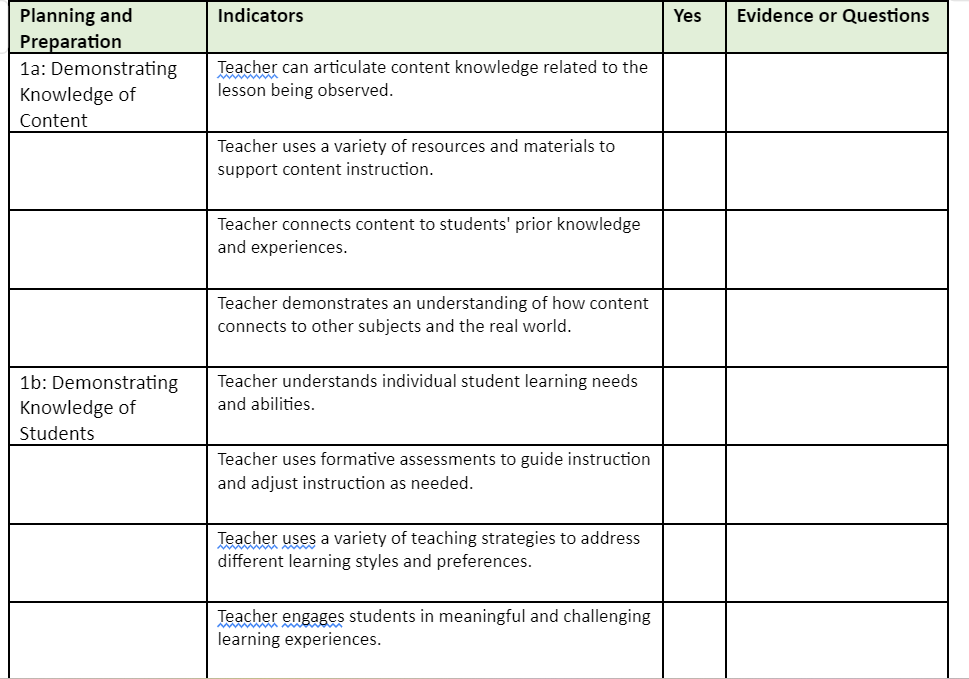 Planning and
Preparation
Indicators
Yes
Evidence or Questions
1a: Demonstrating
Knowledge of
Content
Teacher can articulate content knowledge related to the
lesson being observed.
Teacher uses a variety of resources and materials to
support content instruction.
Teacher connects content to students' prior knowledge
and experiences.
Teacher demonstrates an understanding of how content
connects to other subjects and the real world.
1b: Demonstrating
Knowledge of
Students
Teacher understands individual student learning needs
and abilities.
Teacher uses formative assessments to guide instruction
and adjust instruction as needed.
Teacher uses a variety of teaching strategies to address
different learning styles and preferences.
Teacher engages students in meaningful and challenging
learning experiences.